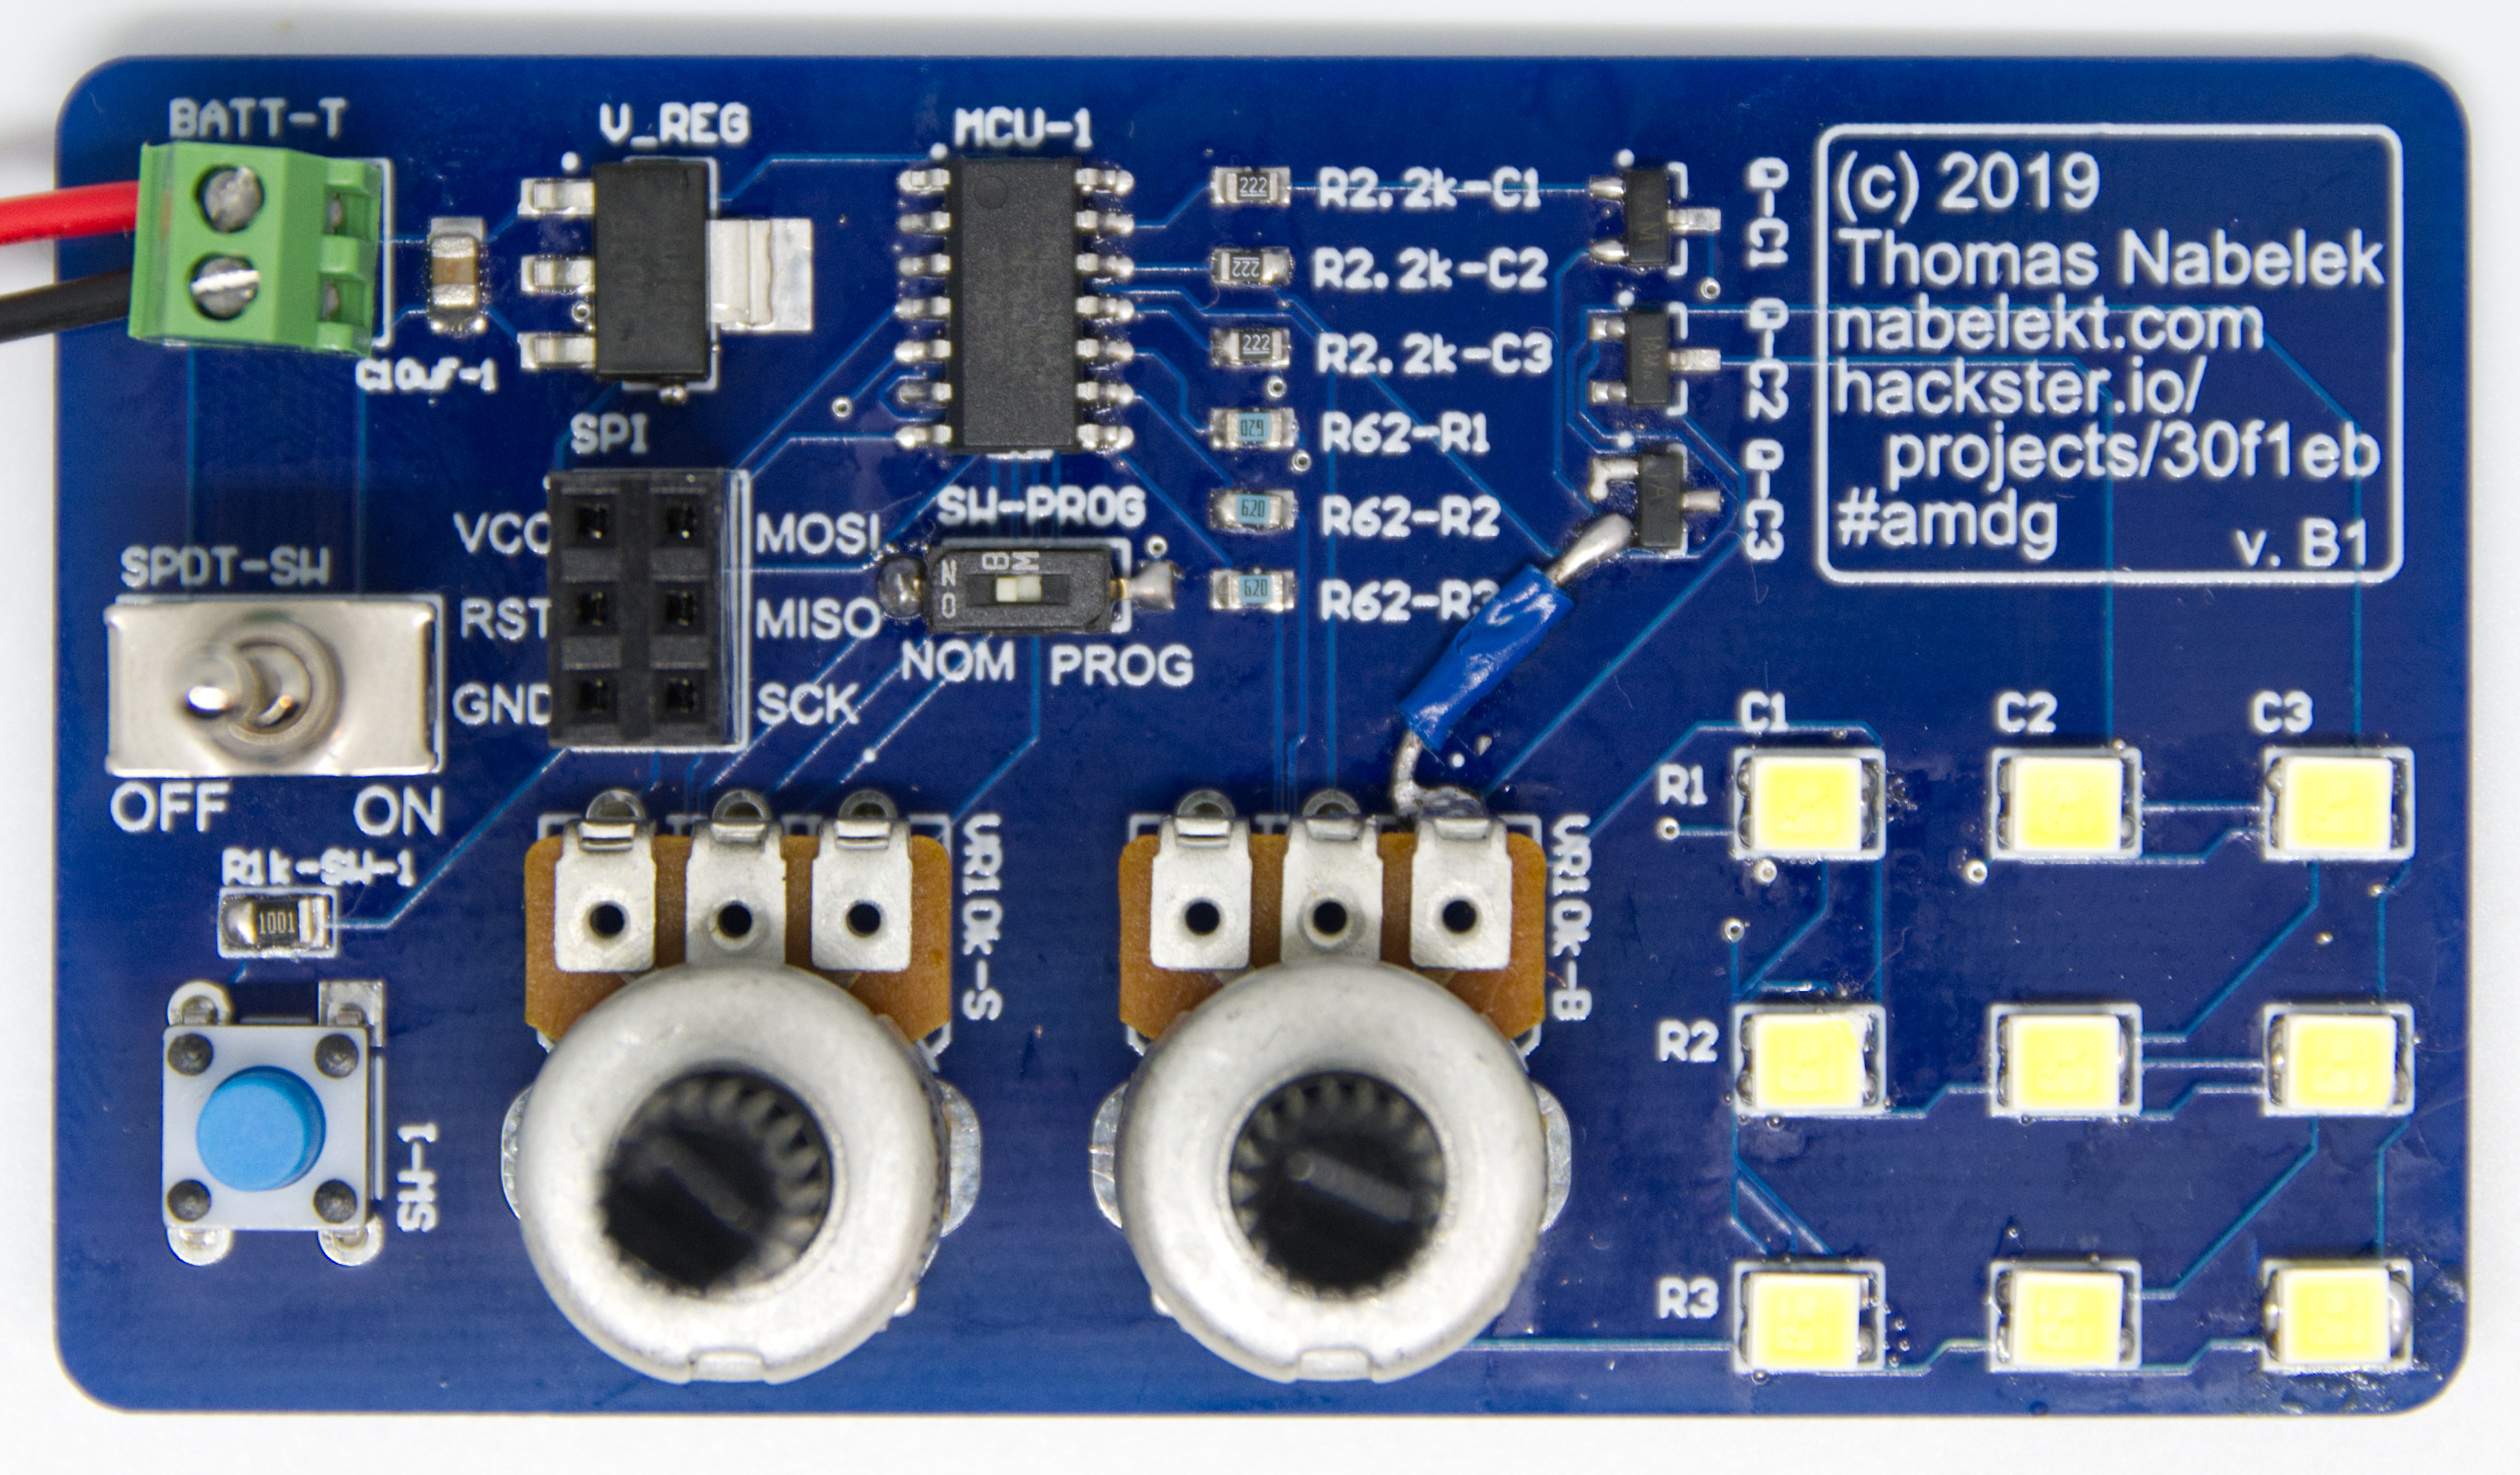 BATT-T
V_REG
MCU-1
C10uF-1
222
R2.2k-C1
222
R2.2k-C2
222
R2.2k-C3
620
R62-R1
620
R62-R2
620
R62-R3
Q-C1
Q-C2
Q-C3
(c) 2019
Thomas Nabelek
nabelekt.com
hackster.io/
projects/30f1eb
#amdg
v. B1
SPI
VCC
MOSI
RST
MISO
GND
SCK
SW-PROG
ON
NOM PROG
SPDT-SW
OFF ON
R1k-SW-1
1001
SW-1
VR10k-S
VR10k-B
C1 C2 C3
R1
R2
R3